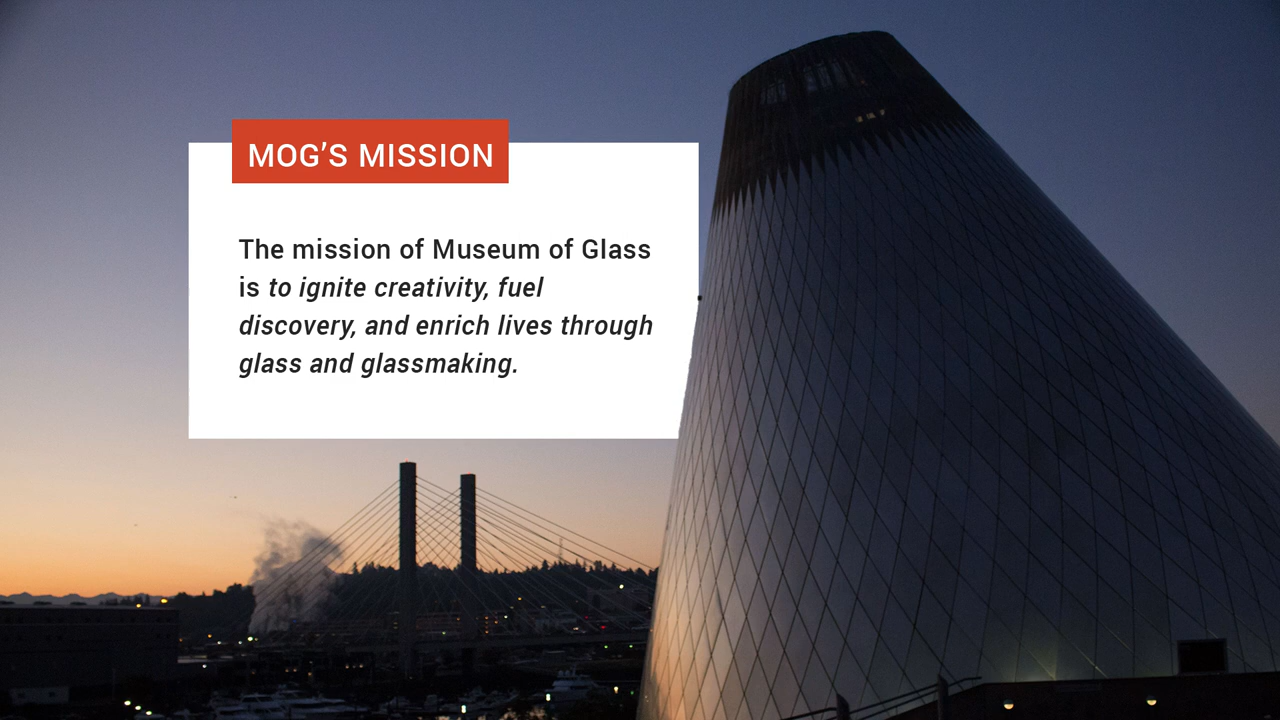 MOG’S MISSION
The mission of Museum of Glass
is to ignite creativity, fuel
discovery, and enrich lives through
glass and glassmaking.